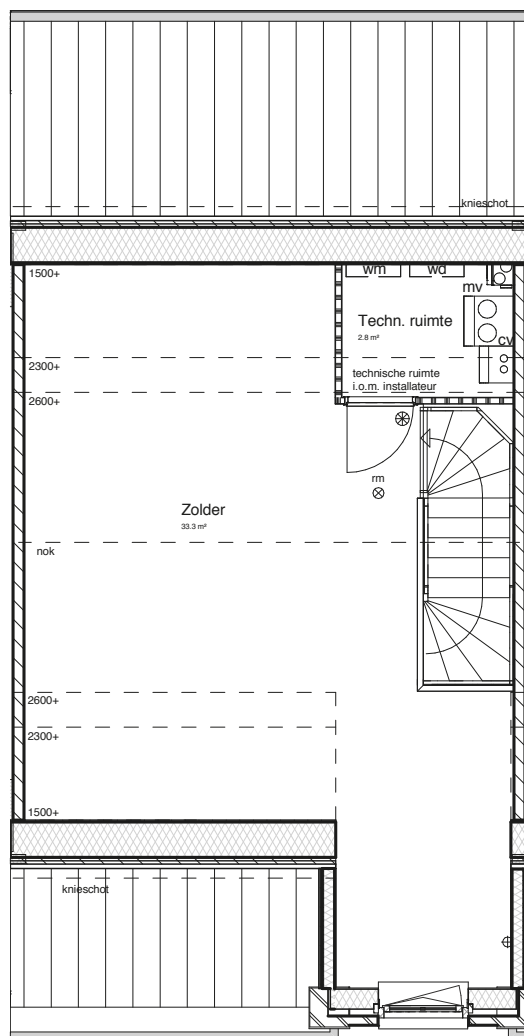 knieschot
1500+
wm
wd
mv
Techn. ruimte
2.8 m²
cv
2300+
technische ruimte
i.o.m. installateur
2600+
rm
Zolder
33.3 m²
nok
2600+
2300+
1500+
knieschot